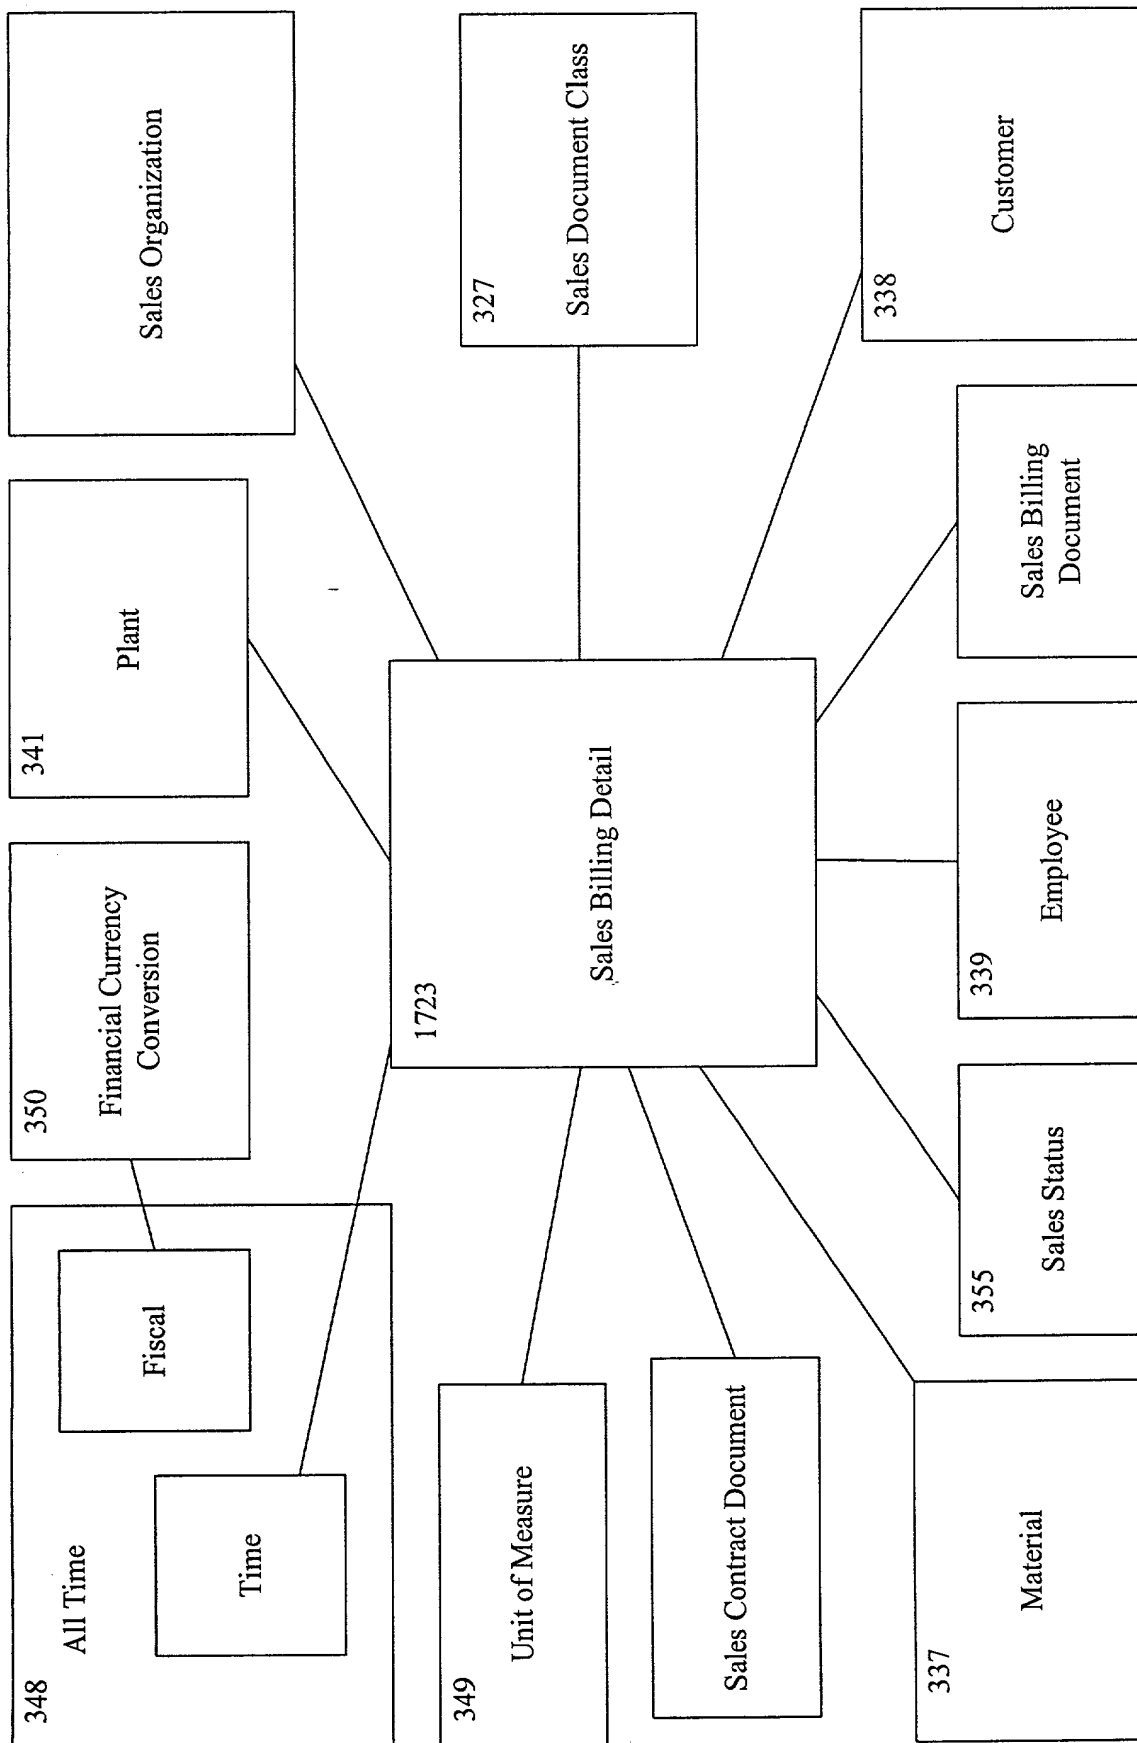 348
All Time
Time
Fiscal
350
Financial Currency
Conversion
341
Plant
Sales Organization
349
Unit of Measure
1723
Sales Billing Detail
327
Sales Document Class
Sales Contract Document
337
Material
355
Sales Status
339
Employee
Sales Billing
Document
338
Customer